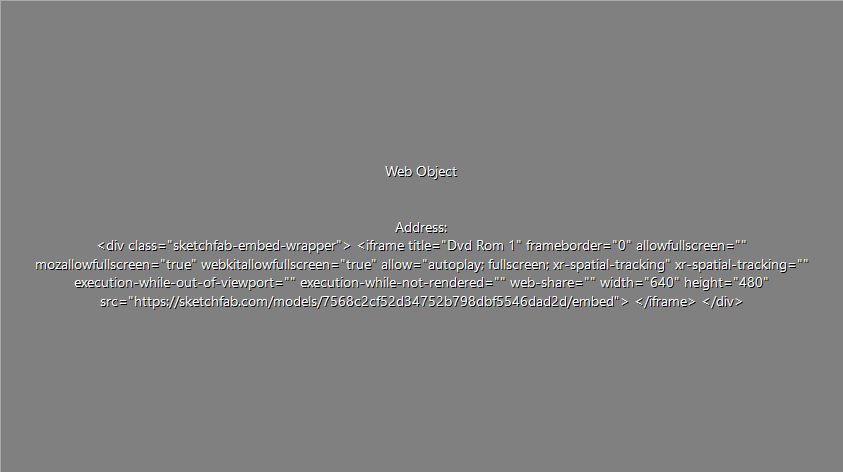 Web Object
Address:
<div class="sketchfab-embed-wrapper"> <iframe title="Dvd Rom 1" frameborder="0" allowfullscreen=""
mozallowfullscreen="true" webkitallowfullscreen="true" allow="autoplay; fullscreen; xr-spatial-tracking" xr-spatial-tracking=""
execution-while-out-of-viewport="" execution-while-not-rendered="" web-share="" width="640" height="480"
src="https://sketchfab.com/models/7568c2cf52d34752b798dbf5546dad2d/embed"> </iframe> </div>